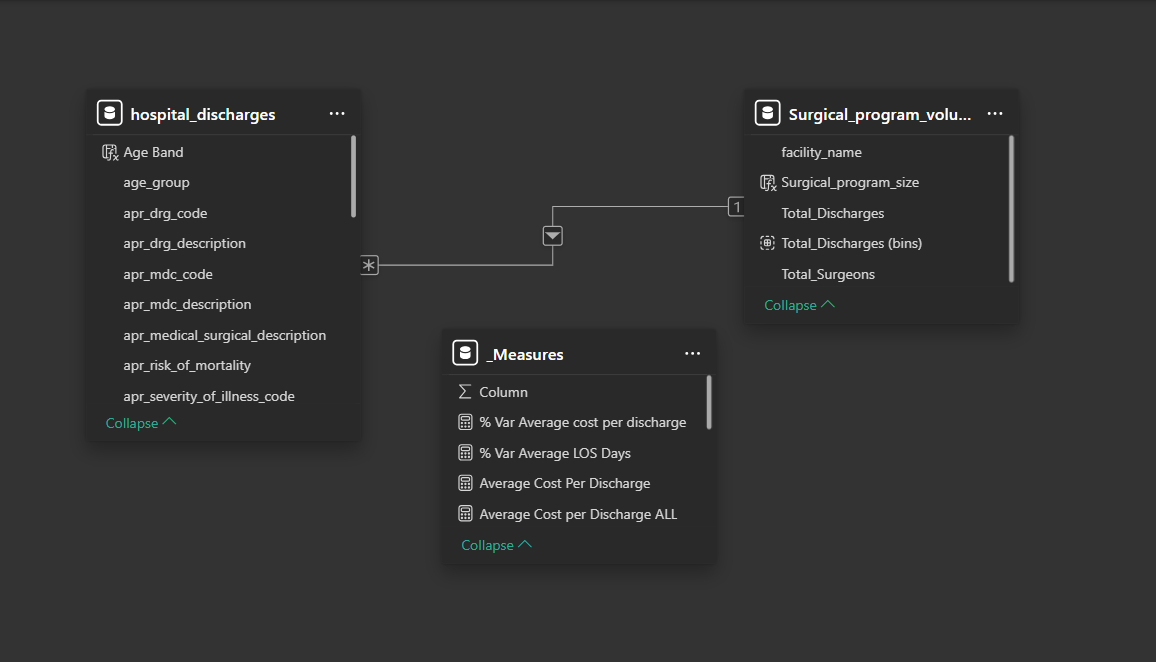 hospital_discharges
Age Band
age_group
apr_drg_code
apr_drg_description
apr_mdc_code
apr_mdc_description
apr_medical_surgical_description
apr_risk_of_mortality
apr_severity_of_illness_code
Collapse
*
1
Surgical_program_volu...
facility_name
Surgical_program_size
Total_Discharges
Total_Discharges (bins)
Total_Surgeons
Collapse
_Measures
Column
% Var Average cost per discharge
% Var Average LOS Days
Average Cost Per Discharge
Average Cost per Discharge ALL
Collapse